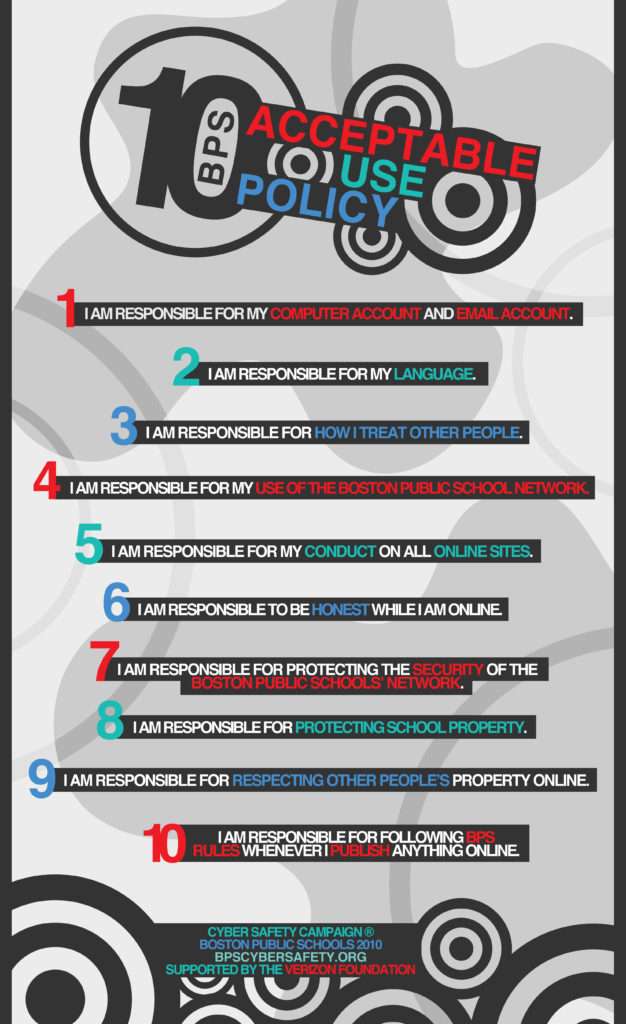 10 BPS
ACCEPTABLE
USE
POLICY
1 I AM RESPONSIBLE FOR MY COMPUTER ACCOUNT AND EMAIL ACCOUNT.
2 I AM RESPONSIBLE FOR MY LANGUAGE.
3 I AM RESPONSIBLE FOR HOW I TREAT OTHER PEOPLE.
4 I AM RESPONSIBLE FOR MY USE OF THE BOSTON PUBLIC SCHOOL NETWORK.
5 I AM RESPONSIBLE FOR MY CONDUCT ON ALL ONLINE SITES.
6 I AM RESPONSIBLE TO BE HONEST WHILE I AM ONLINE.
7 I AM RESPONSIBLE FOR PROTECTING THE SECURITY OF THE
BOSTON PUBLIC SCHOOLS' NETWORK.
8 I AM RESPONSIBLE FOR PROTECTING SCHOOL PROPERTY.
9 I AM RESPONSIBLE FOR RESPECTING OTHER PEOPLE'S PROPERTY ONLINE.
10 I AM RESPONSIBLE FOR FOLLOWING BPS
RULES WHENEVER I PUBLISH ANYTHING ONLINE.
CYBER SAFETY CAMPAIGN ®
BOSTON PUBLIC SCHOOLS 2010
BPSCYBERSAFETY.ORG
SUPPORTED BY THE VERIZON FOUNDATION